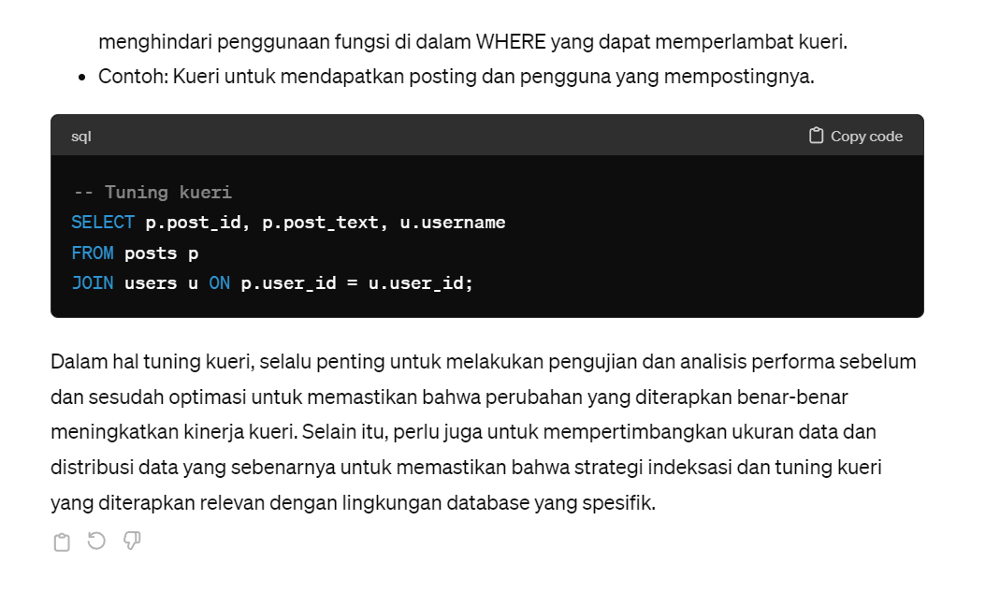 menghindari penggunaan fungsi di dalam WHERE yang dapat memperlambat kueri.
• Contoh: Kueri untuk mendapatkan posting dan pengguna yang mempostingnya.
sql
Copy code
-- Tuning kueri
SELECT p.post_id, p.post_text, u.username
FROM posts p
JOIN users u ON p.user_id = u.user_id;
Dalam hal tuning kueri, selalu penting untuk melakukan pengujian dan analisis performa sebelum
dan sesudah optimasi untuk memastikan bahwa perubahan yang diterapkan benar-benar
meningkatkan kinerja kueri. Selain itu, perlu juga untuk mempertimbangkan ukuran data dan
distribusi data yang sebenarnya untuk memastikan bahwa strategi indeksasi dan tuning kueri
yang diterapkan relevan dengan lingkungan database yang spesifik.